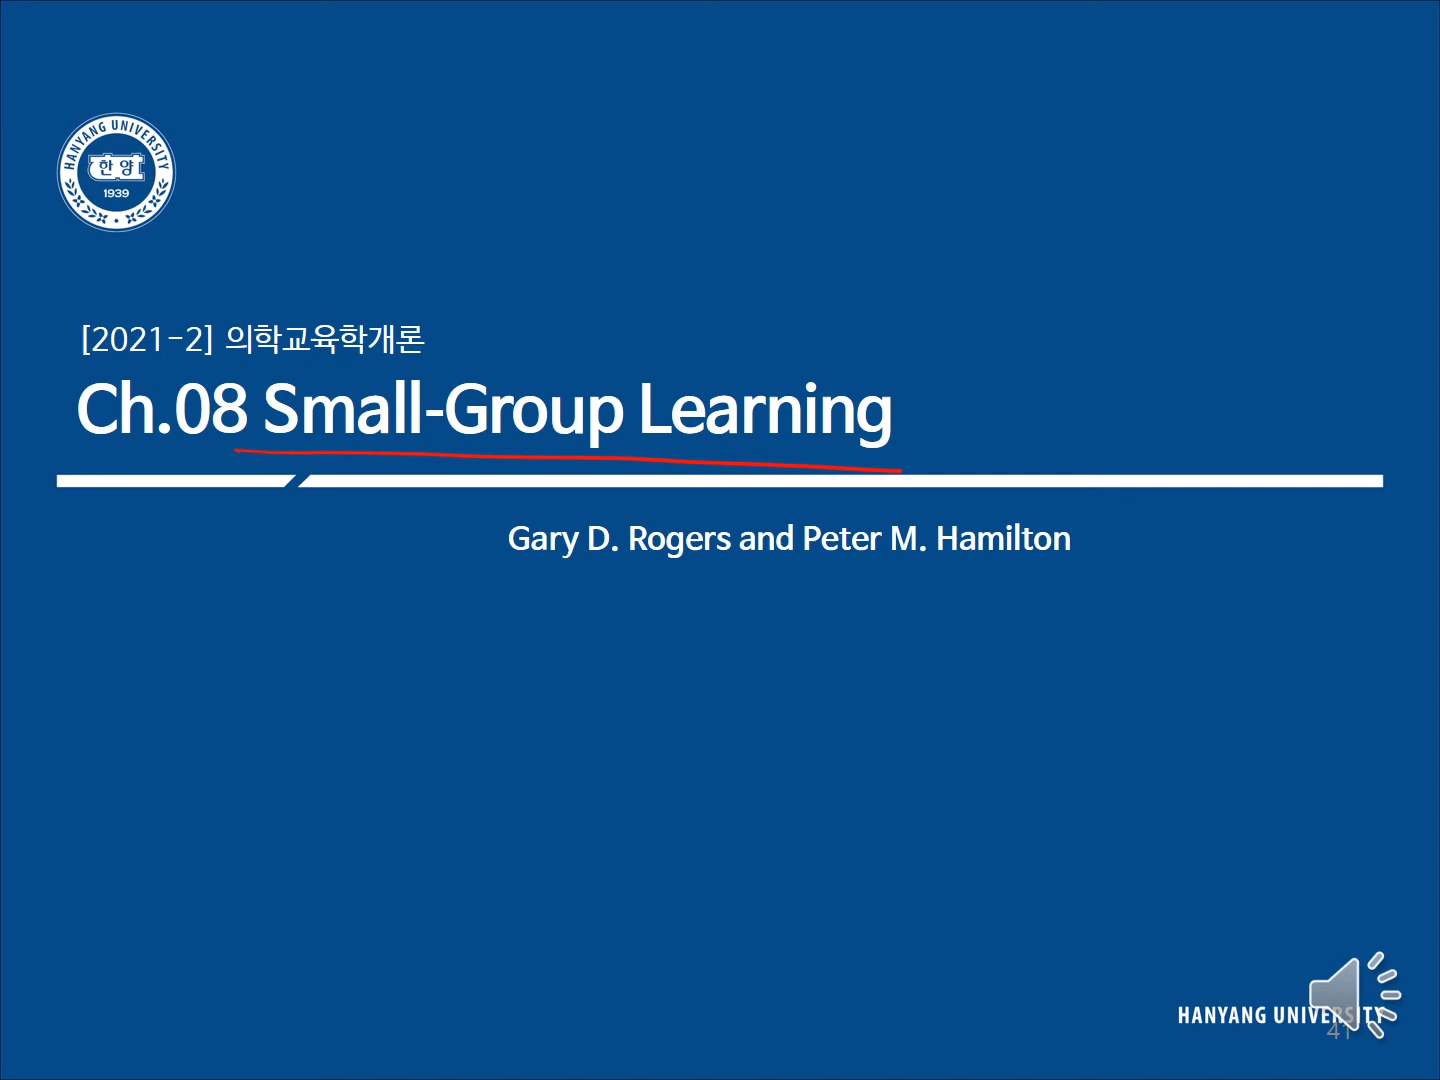 HANYANG UNIVERSITY
한양
1939
[2021-2] 의학교육학개론
Ch.08 Small-Group Learning
Gary D. Rogers and Peter M. Hamilton
HANYANG UNIVERSITY
41